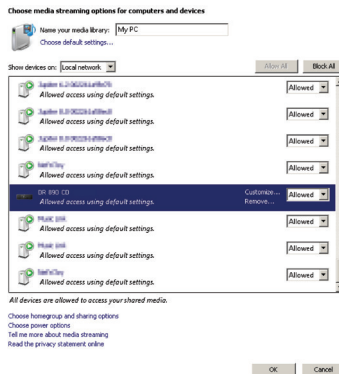 Choose media streaming options for computers and devices
Name your media library: My PC
Choose default settings...
Show devices on: Local network Allow All Block All
Allowed access using default settings. Allowed
Allowed access using default settings. Allowed
Allowed access using default settings. Allowed
Allowed access using default settings. Allowed
DR 890 CD Customize...
Allowed access using default settings. Remove... Allowed
Allowed access using default settings. Allowed
Allowed access using default settings. Allowed
Allowed access using default settings. Allowed
All devices are allowed to access your shared media.
Choose homegroup and sharing options
Choose power options
Tell me more about media streaming
Read the privacy statement online
OK Cancel